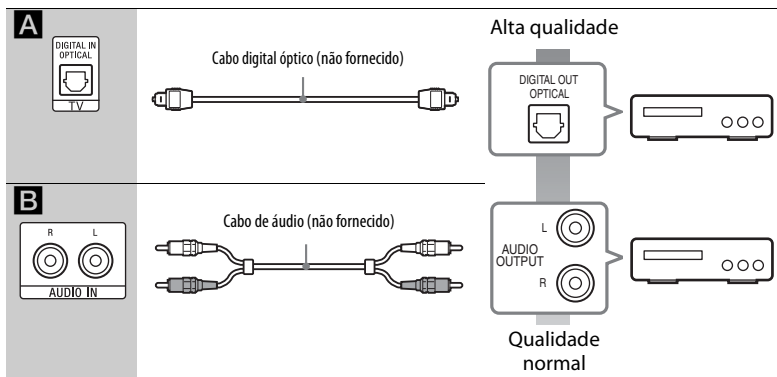 A
DIGITAL IN
OPTICAL
TV
Cabo digital óptico (não fornecido)
Alta qualidade
DIGITAL OUT
OPTICAL
B
R L
AUDIO IN
Cabo de áudio (não fornecido)
L
AUDIO
OUTPUT
R
Qualidade
normal